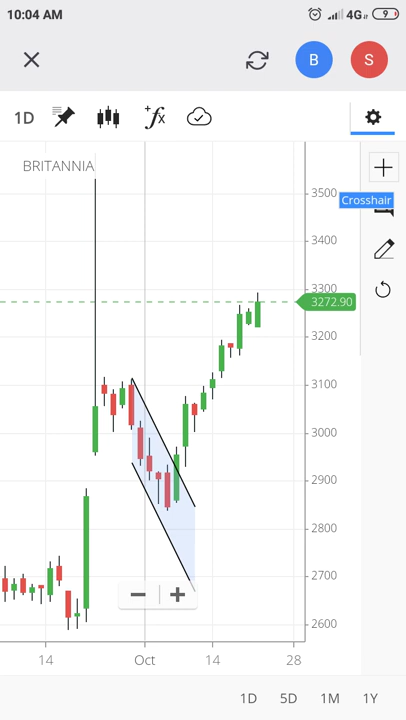 10:04 AM
4G
9
B
S
1D
+fx
BRITANNIA
3500
Crosshair
3400
3300
3272.90
3200
3100
3000
2900
2800
2700
2600
14
Oct
14
28
1D
5D
1M
1Y